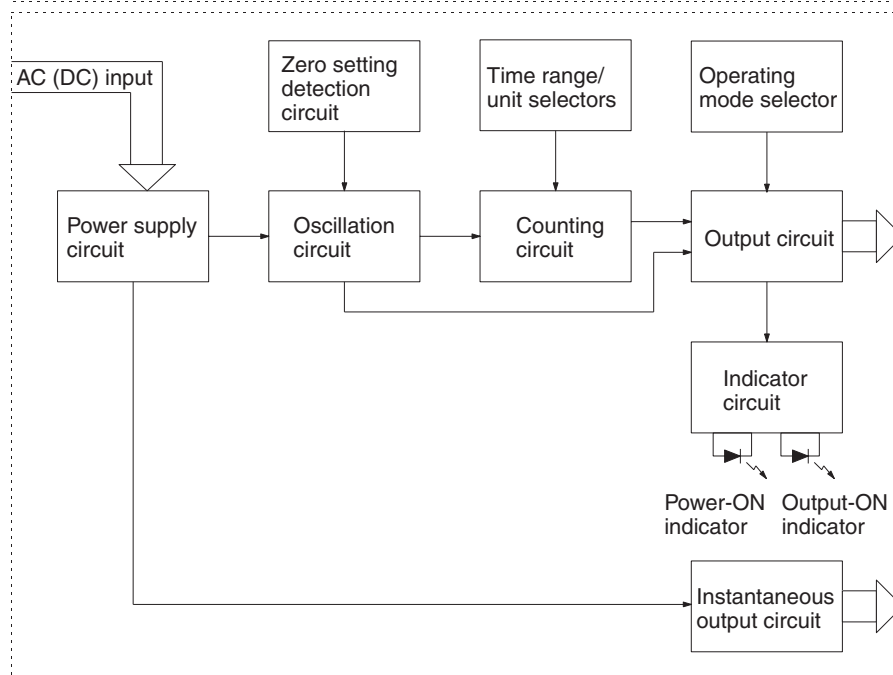 AC (DC) input
Zero setting
detection
circuit
Time range/
unit selectors
Operating
mode selector
Power supply
circuit
Oscillation
circuit
Counting
circuit
Output circuit
Indicator
circuit
Power-ON
indicator
Output-ON
indicator
Instantaneous
output circuit